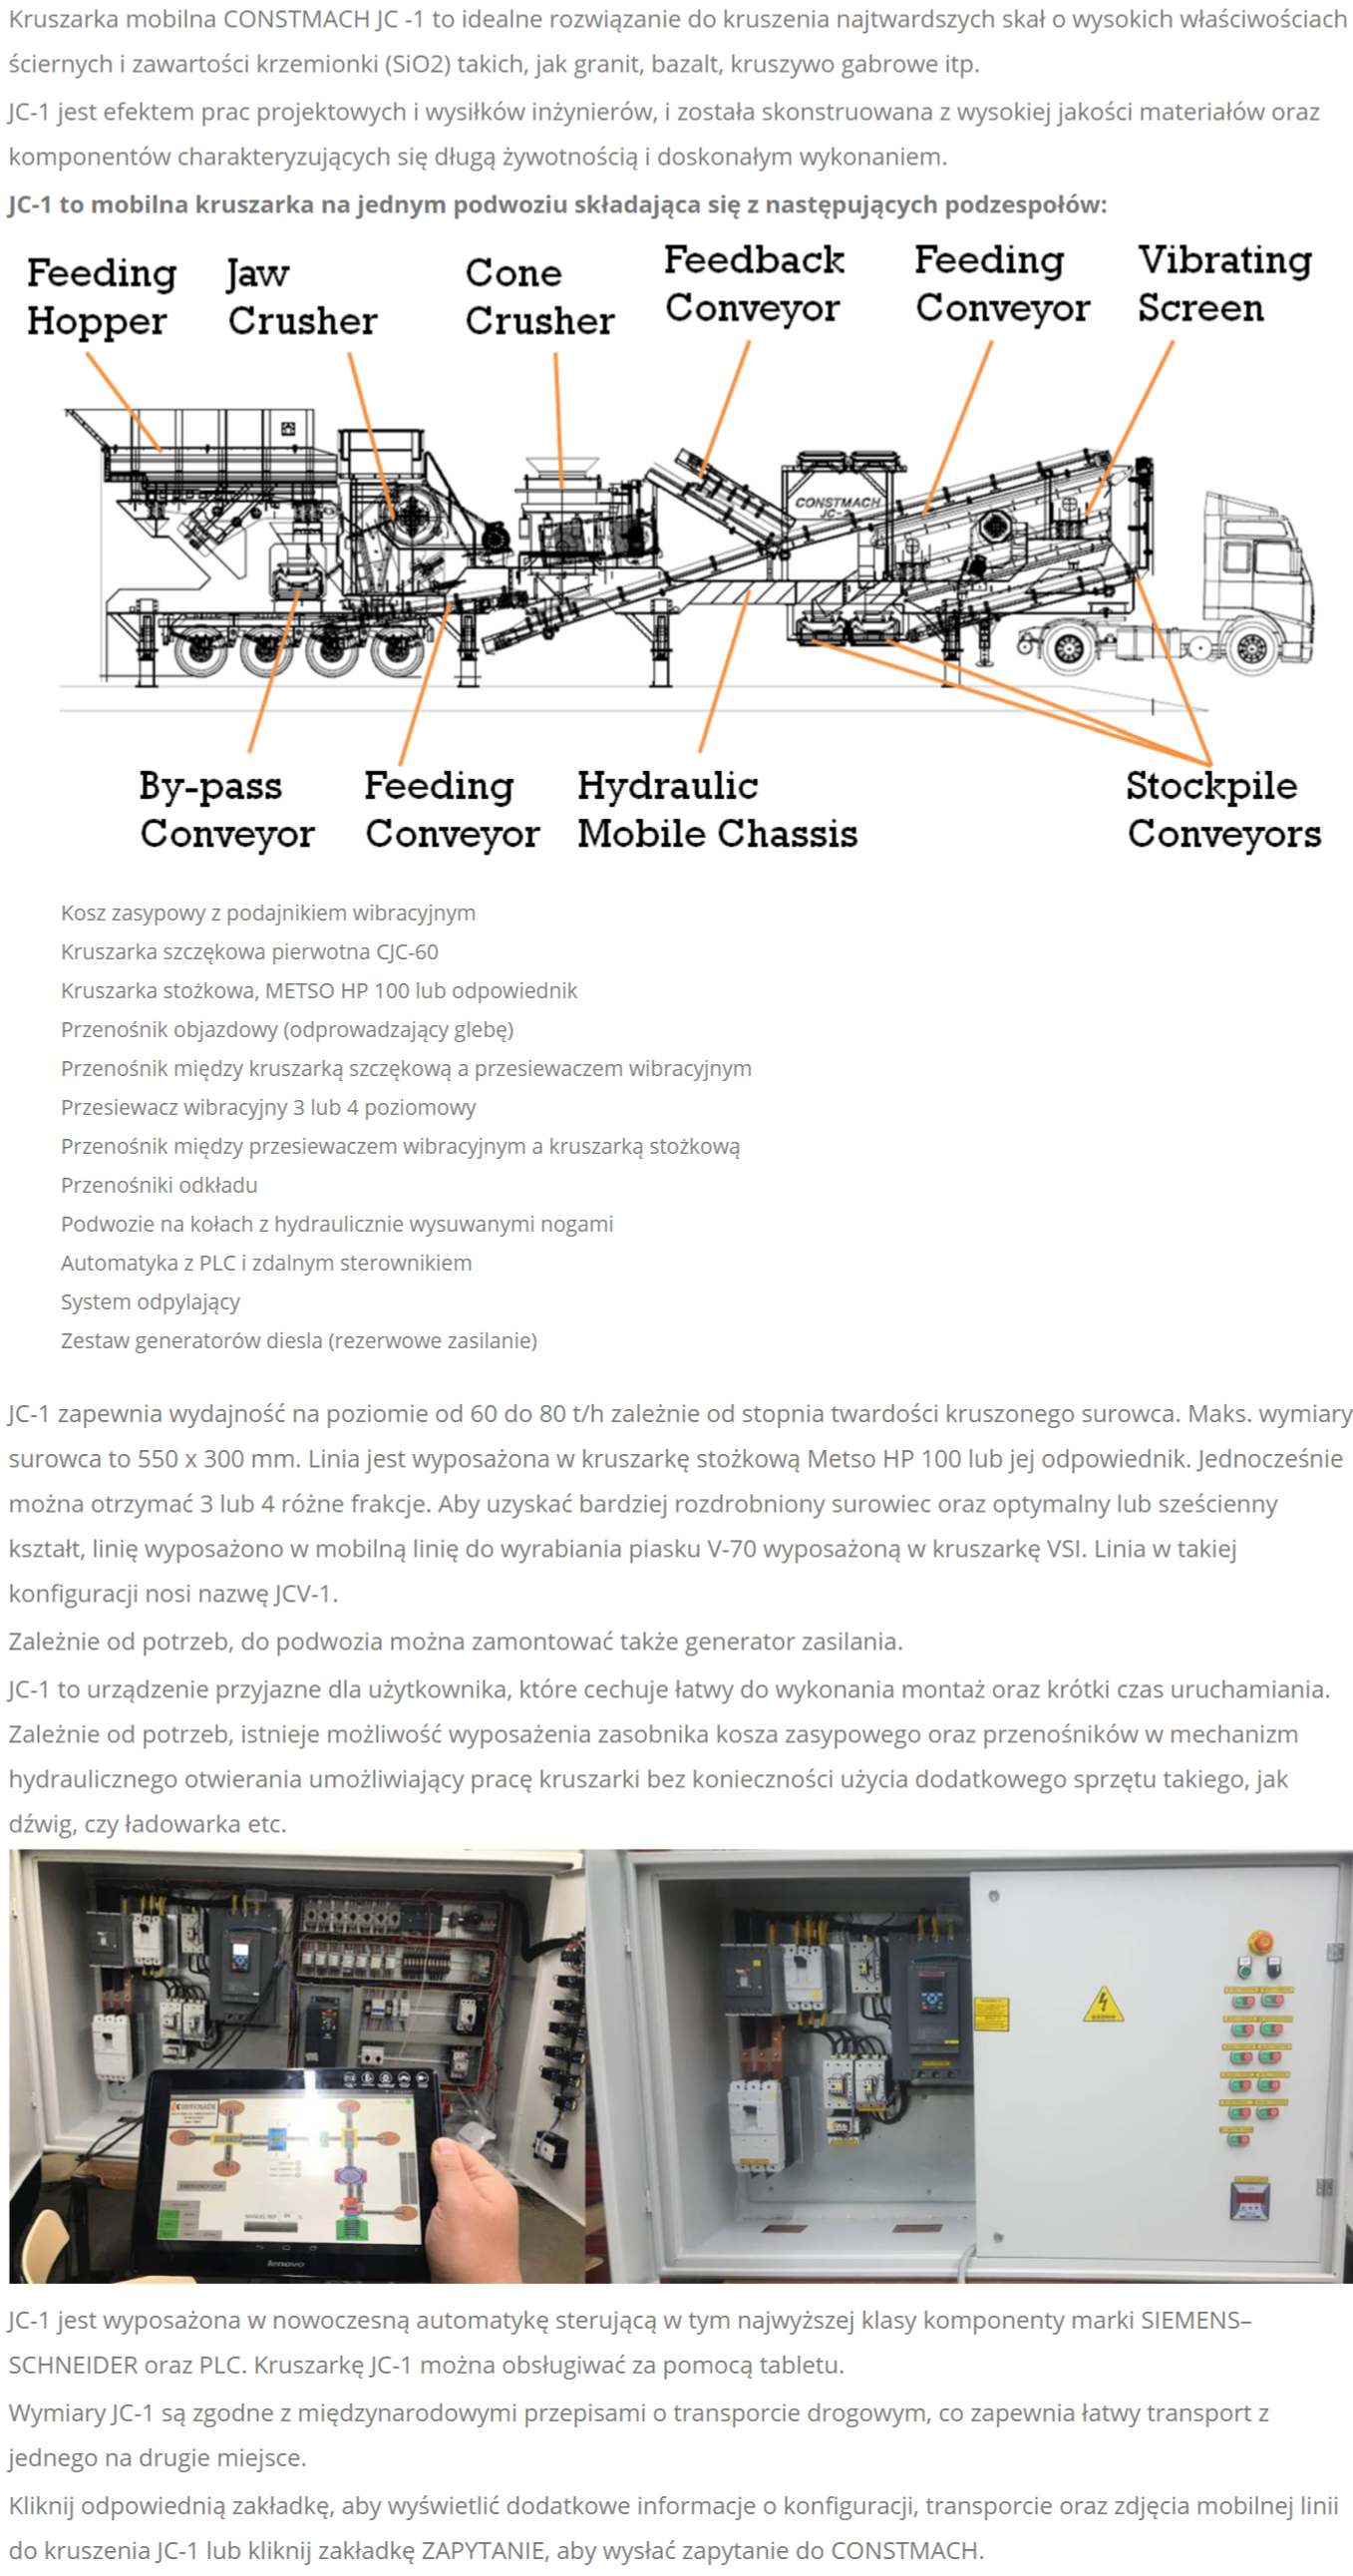 Kruszarka mobilna CONSTMACH JC -1 to idealne rozwiązanie do kruszenia najtwardszych skał o wysokich właściwościach
ściernych i zawartości krzemionki (SiO2) takich, jak granit, bazalt, kruszywo gabrowe itp.
JC-1 jest efektem prac projektowych i wysiłków inżynierów, i została skonstruowana z wysokiej jakości materiałów oraz
komponentów charakteryzujących się długą żywotnością i doskonałym wykonaniem.
JC-1 to mobilna kruszarka na jednym podwoziu składająca się z następujących podzespołów:
Feeding
Hopper
Jaw
Crusher
Cone
Crusher
Feedback
Conveyor
Feeding
Conveyor
Vibrating
Screen
CONSTMACH
JC-2
By-pass
Conveyor
Feeding
Conveyor
Hydraulic
Mobile Chassis
Stockpile
Conveyors
Kosz zasypowy z podajnikiem wibracyjnym
Kruszarka szczękowa pierwotna CJC-60
Kruszarka stożkowa, METSO HP 100 lub odpowiednik
Przenośnik objazdowy (odprowadzający glebę)
Przenośnik między kruszarką szczękową a przesiewaczem wibracyjnym
Przesiewacz wibracyjny 3 lub 4 poziomowy
Przenośnik między przesiewaczem wibracyjnym a kruszarką stożkową
Przenośniki odkładu
Podwozie na kołach z hydraulicznie wysuwanymi nogami
Automatyka z PLC i zdalnym sterownikiem
System odpylający
Zestaw generatorów diesla (rezerwowe zasilanie)
JC-1 zapewnia wydajność na poziomie od 60 do 80 t/h zależnie od stopnia twardości kruszonego surowca. Maks. wymiary
surowca to 550 x 300 mm. Linia jest wyposażona w kruszarkę stożkową Metso HP 100 lub jej odpowiednik. Jednocześnie
można otrzymać 3 lub 4 różne frakcje. Aby uzyskać bardziej rozdrobniony surowiec oraz optymalny lub sześcienny
kształt, linię wyposażono w mobilną linię do wyrabiania piasku V-70 wyposażoną w kruszarkę VSI. Linia w takiej
konfiguracji nosi nazwę JCV-1.
Zależnie od potrzeb, do podwozia można zamontować także generator zasilania.
JC-1 to urządzenie przyjazne dla użytkownika, które cechuje łatwy do wykonania montaż oraz krótki czas uruchamiania.
Zależnie od potrzeb, istnieje możliwość wyposażenia zasobnika kosza zasypowego oraz przenośników w mechanizm
hydraulicznego otwierania umożliwiający pracę kruszarki bez konieczności użycia dodatkowego sprzętu takiego, jak
dźwig, czy ładowarka etc.
CONSTMACH
EMERGENCY STOP
lenovo
JC-1 jest wyposażona w nowoczesną automatykę sterującą w tym najwyższej klasy komponenty marki SIEMENS–
SCHNEIDER oraz PLC. Kruszarkę JC-1 można obsługiwać za pomocą tabletu.
Wymiary JC-1 są zgodne z międzynarodowymi przepisami o transporcie drogowym, co zapewnia łatwy transport z
jednego na drugie miejsce.
Kliknij odpowiednią zakładkę, aby wyświetlić dodatkowe informacje o konfiguracji, transporcie oraz zdjęcia mobilnej linii
do kruszenia JC-1 lub kliknij zakładkę ZAPYTANIE, aby wysłać zapytanie do CONSTMACH.